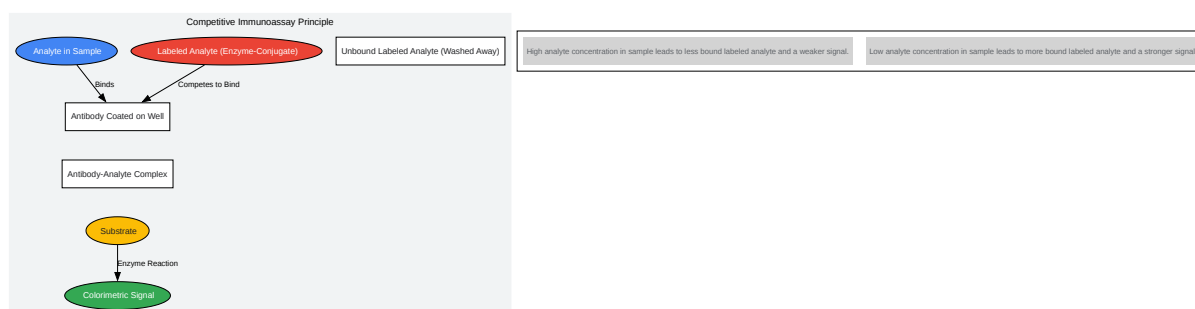 Competitive Immunoassay Principle
Analyte in Sample
Labeled Analyte (Enzyme-Conjugate)
Unbound Labeled Analyte (Washed Away)
High analyte concentration in sample leads to less bound labeled analyte and a weaker signal.
Low analyte concentration in sample leads to more bound labeled analyte and a stronger signal
Binds
Competes to Bind
Antibody Coated on Well
Antibody-Analyte Complex
Substrate
Enzyme Reaction
Colorimetric Signal